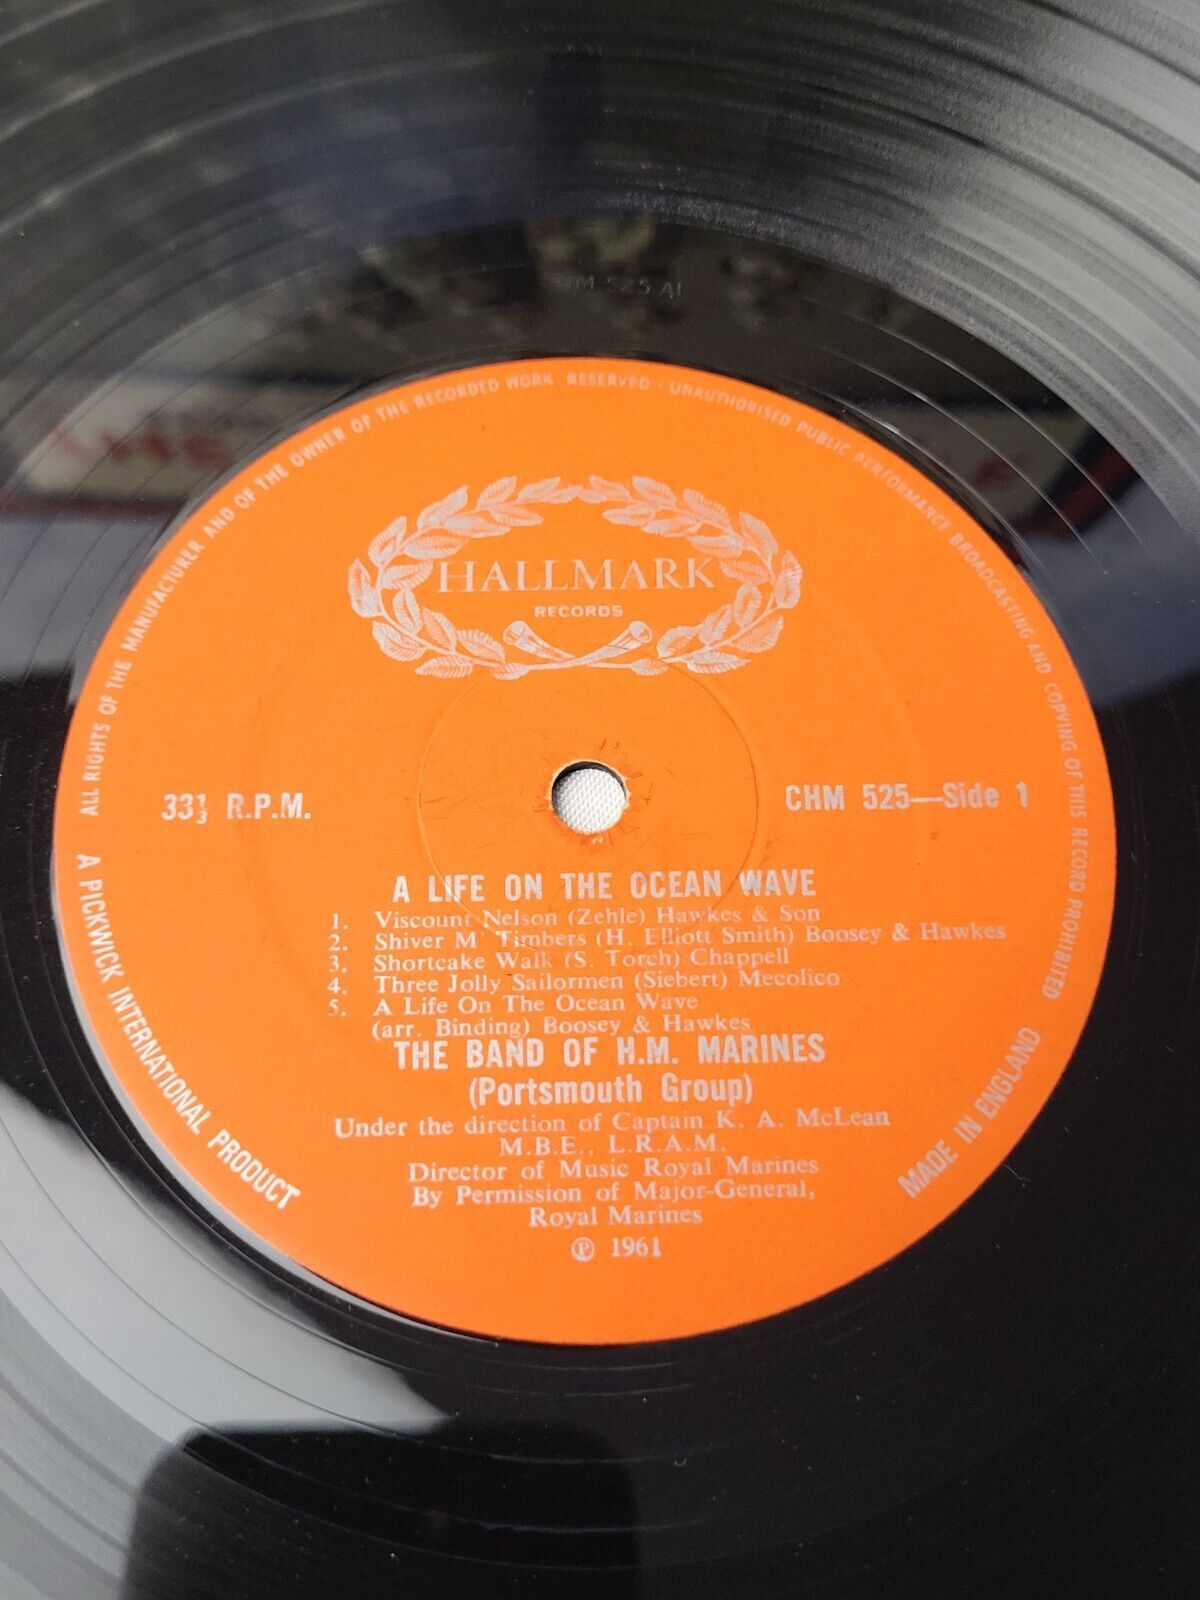 525 A1
ALL RIGHTS OF THE MANUFACTURER AND OF THE OWNER OF THE RECORDED WORK RESERVED · UNAUTHORISED PUBLIC PERFORMANCE BROADCASTING AND COPYING OF THIS RECORD PROHIBITED
HALLMARK
RECORDS
33⅓ R.P.M.
CHM 525—Side 1
A LIFE ON THE OCEAN WAVE
1. Viscount Nelson (Zehle) Hawkes & Son
2. Shiver M' Timbers (H. Elliott Smith) Boosey & Hawkes
3. Shortcake Walk (S. Torch) Chappell
4. Three Jolly Sailormen (Siebert) Mecolico
5. A Life On The Ocean Wave
(arr. Binding) Boosey & Hawkes
THE BAND OF H.M. MARINES
(Portsmouth Group)
Under the direction of Captain K. A. McLean
M.B.E., L.R.A.M.
Director of Music Royal Marines
By Permission of Major-General,
Royal Marines
℗ 1961
A PICKWICK INTERNATIONAL PRODUCT
MADE IN ENGLAND